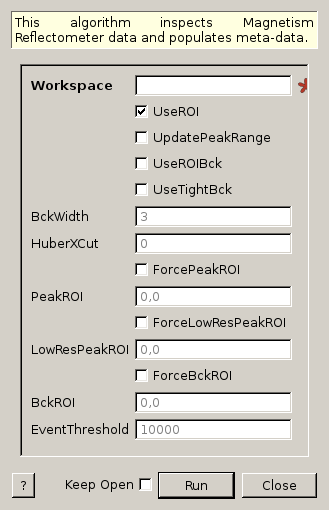 This algorithm inspects Magnetism
Reflectometer data and populates meta-data.
Workspace
UseROI
UpdatePeakRange
UseROIBck
UseTightBck
BckWidth 3
HuberXCut 0
ForcePeakROI
PeakROI 0,0
ForceLowResPeakROI
LowResPeakROI 0,0
ForceBckROI
BckROI 0,0
EventThreshold 10000
? Keep Open Run Close